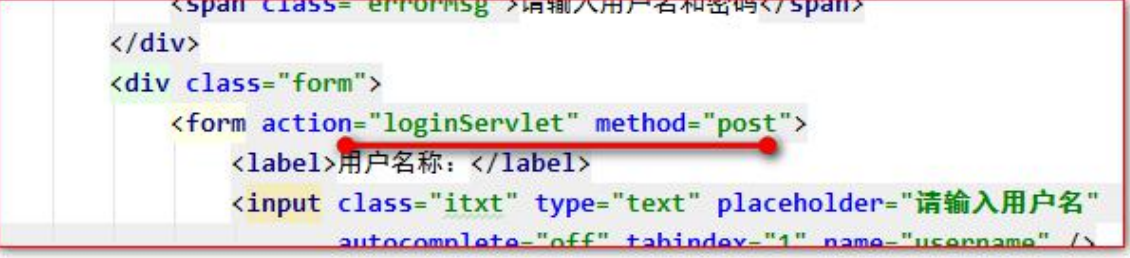 <span class="errorMsg">请输入用户名和密码</span>
</div>
<div class="form">
<form action="loginServlet" method="post">
<label>用户名称：</label>
<input class="itxt" type="text" placeholder="请输入用户名"
autocomplete="off" tabindex="1" name="username" />